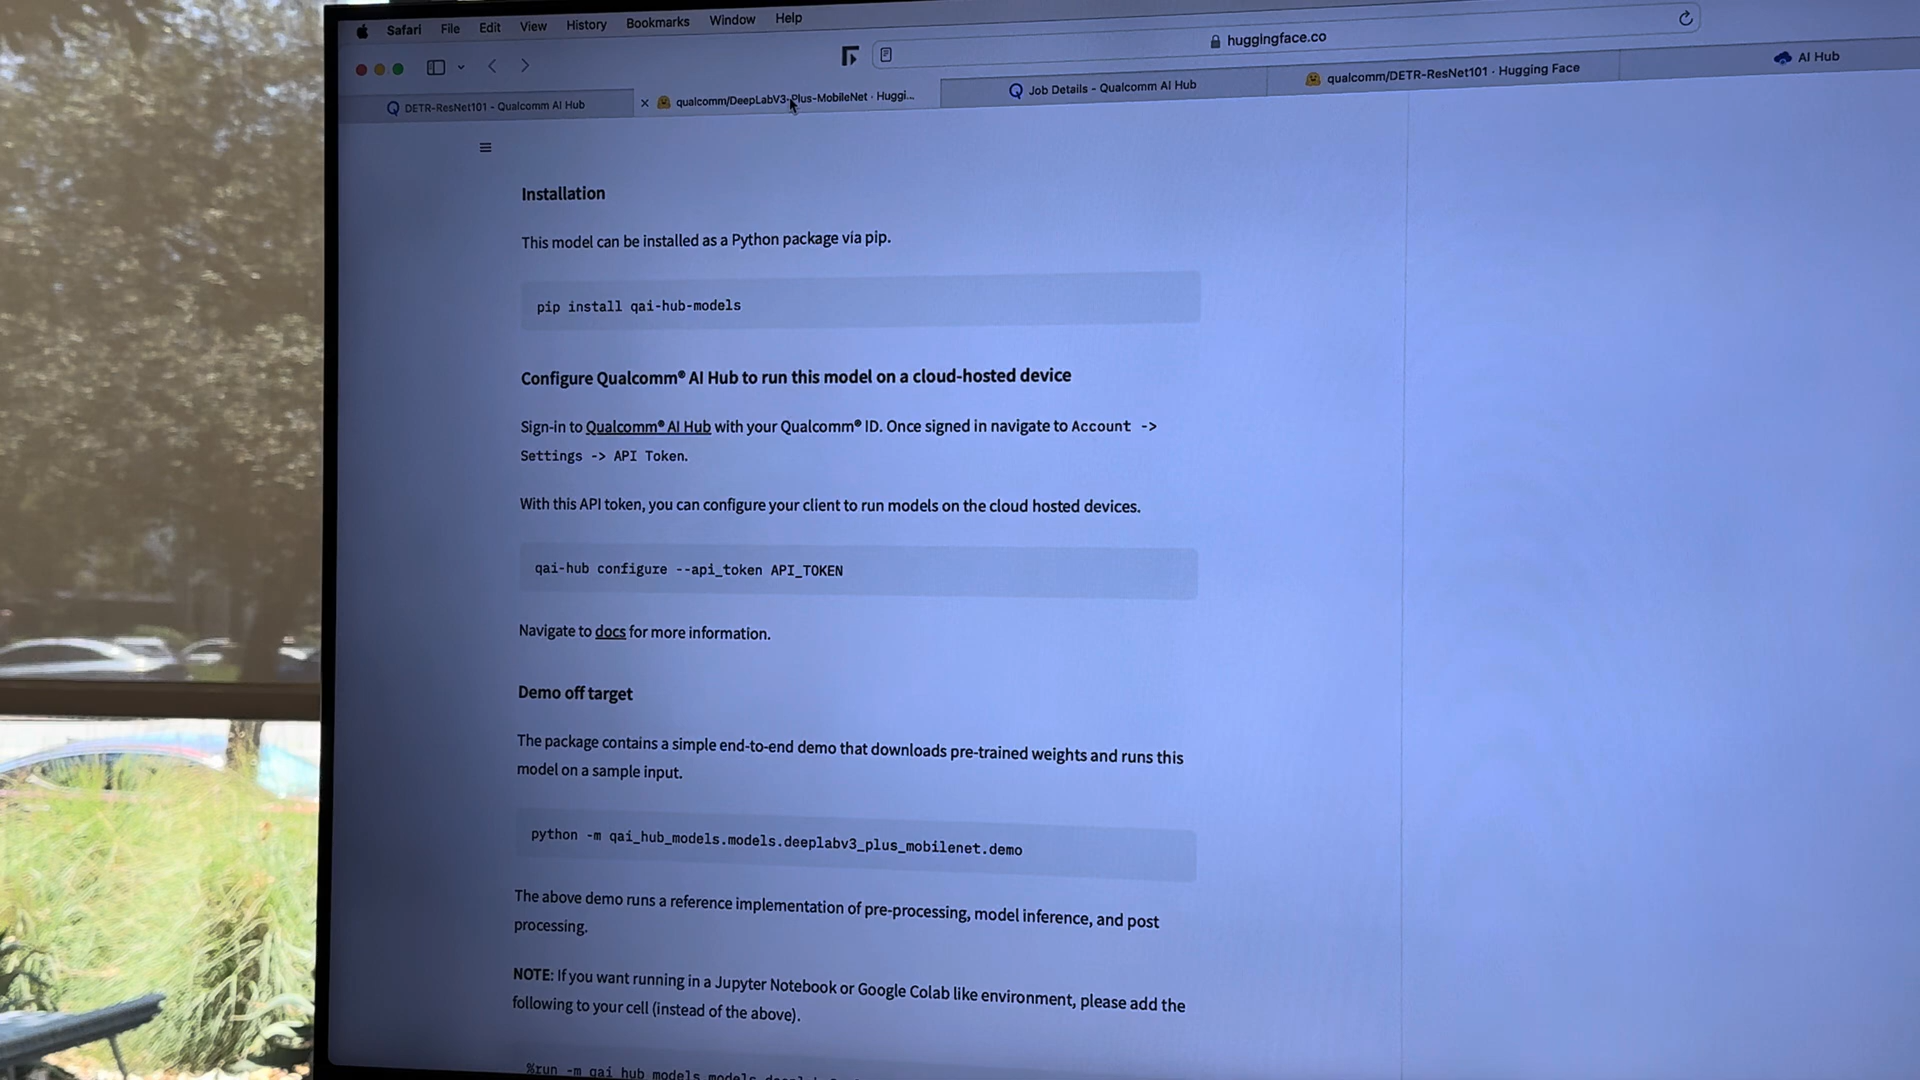 Safari File Edit View History Bookmarks Window Help
huggingface.co
DETR-ResNet101 - Qualcomm AI Hub
qualcomm/DeepLabV3-Plus-MobileNet · Huggi...
Job Details - Qualcomm AI Hub
qualcomm/DETR-ResNet101 · Hugging Face
AI Hub
Installation
This model can be installed as a Python package via pip.
pip install qai-hub-models
Configure Qualcomm® AI Hub to run this model on a cloud-hosted device
Sign-in to Qualcomm® AI Hub with your Qualcomm® ID. Once signed in navigate to Account ->
Settings -> API Token.
With this API token, you can configure your client to run models on the cloud hosted devices.
qai-hub configure --api_token API_TOKEN
Navigate to docs for more information.
Demo off target
The package contains a simple end-to-end demo that downloads pre-trained weights and runs this
model on a sample input.
python -m qai_hub_models.models.deeplabv3_plus_mobilenet.demo
The above demo runs a reference implementation of pre-processing, model inference, and post
processing.
NOTE: If you want running in a Jupyter Notebook or Google Colab like environment, please add the
following to your cell (instead of the above).
%run -m qai_hub_models.models